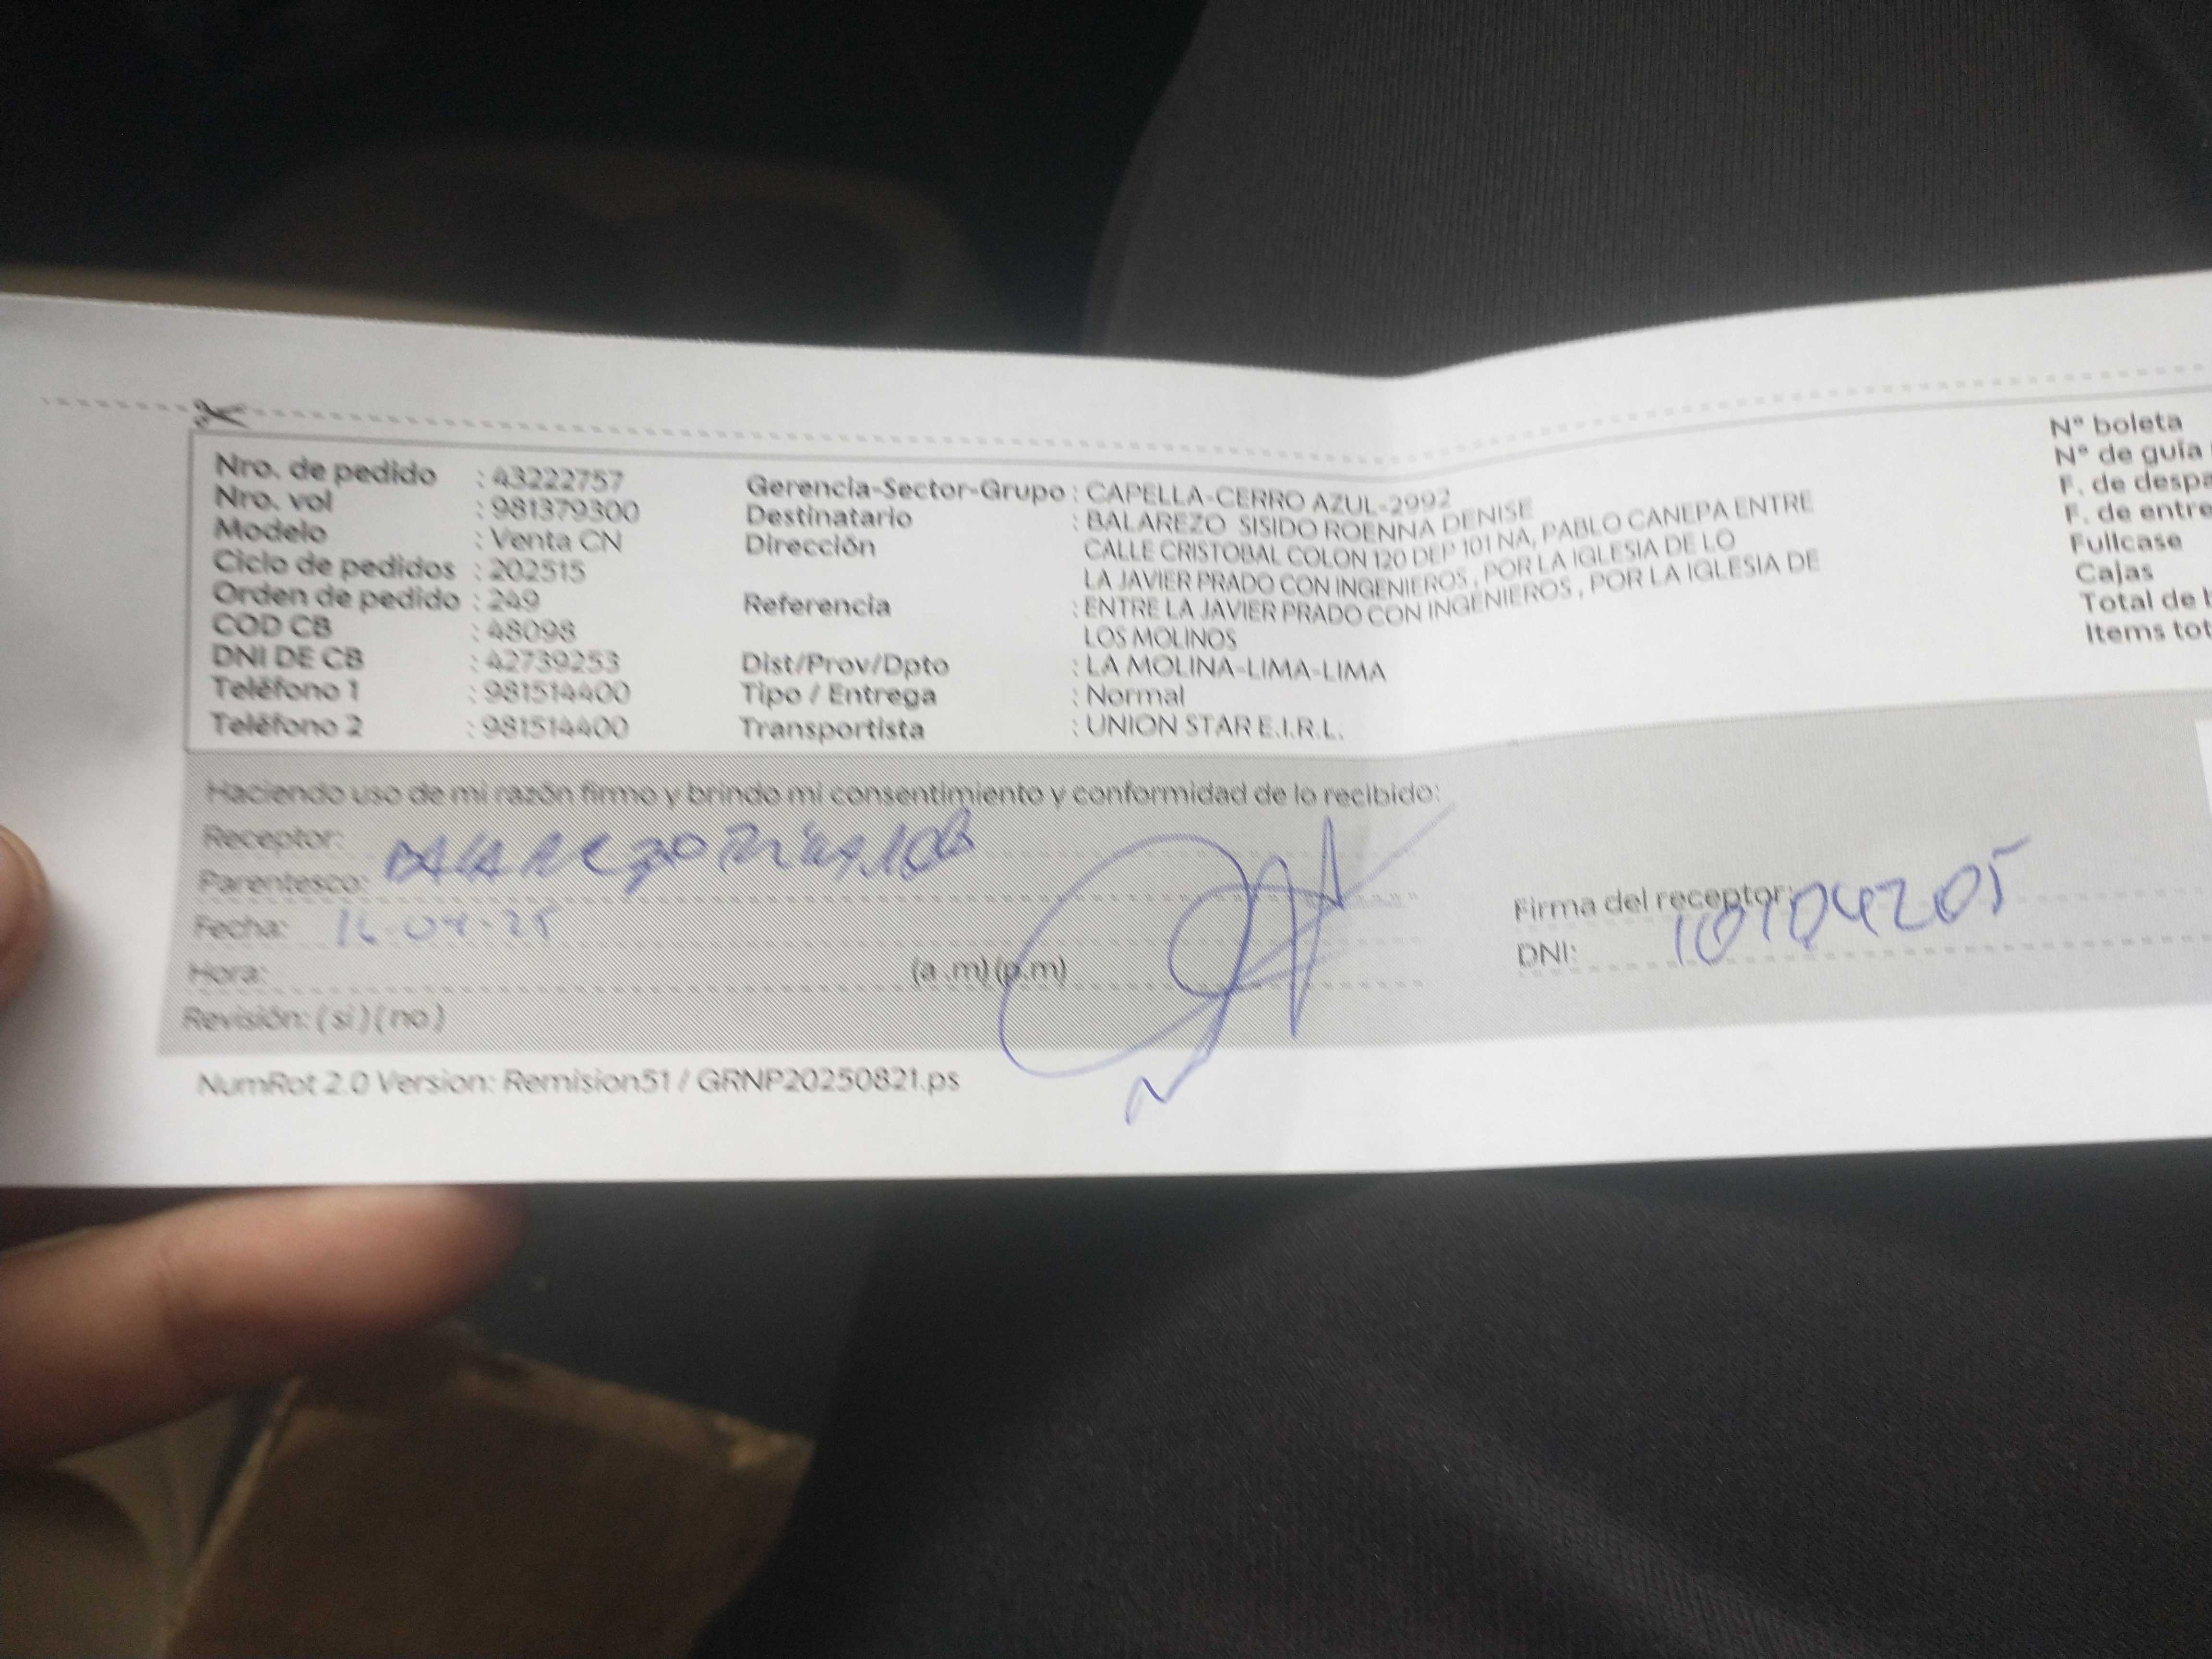 Nro. de pedido : 43222757
Nro. vol : 981379300
Modelo : Venta CN
Ciclo de pedidos : 202515
Orden de pedido : 249
COD CB : 48098
DNI DE CB : 42739253
Teléfono 1 : 981514400
Teléfono 2 : 981514400
Gerencia-Sector-Grupo : CAPELLA-CERRO AZUL-2992
Destinatario : BALAREZO SISIDO ROENNA DENISE
Dirección CALLE CRISTOBAL COLON 120 DEP 101 NA, PABLO CANEPA ENTRE
LA JAVIER PRADO CON INGENIEROS , POR LA IGLESIA DE LO
Referencia : ENTRE LA JAVIER PRADO CON INGENIEROS , POR LA IGLESIA DE
LOS MOLINOS
Dist/Prov/Dpto : LA MOLINA-LIMA-LIMA
Tipo / Entrega : Normal
Transportista : UNION STAR E.I.R.L.
N° boleta
N° de guía
F. de despa
F. de entre
Fullcase
Cajas
Total de
Items tot
Haciendo uso de mi razón firmo y brindo mi consentimiento y conformidad de lo recibido:
Receptor: BALAREZO
Parentesco:
Fecha:
Hora: (a .m) (p.m)
Revisión: ( si ) ( no )
Firma del receptor:
DNI: 10104205
NumRot 2.0 Version: Remision51 / GRNP20250821.ps